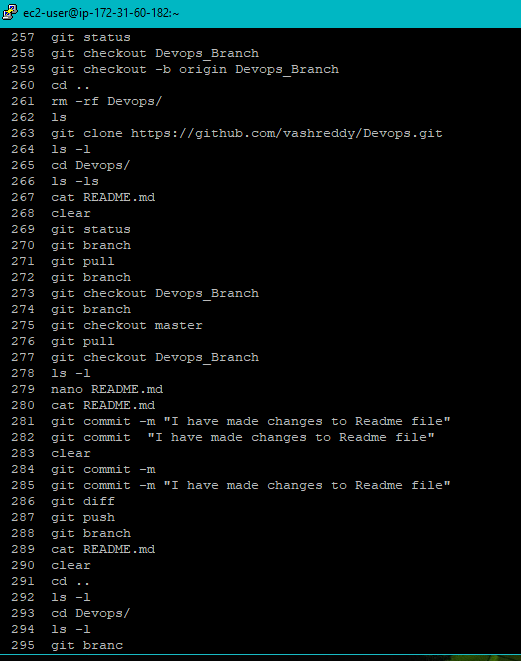 ec2-user@ip-172-31-60-182:~
257 git status
258 git checkout Devops_Branch
259 git checkout -b origin Devops_Branch
260 cd ..
261 rm -rf Devops/
262 ls
263 git clone https://github.com/vashreddy/Devops.git
264 ls -l
265 cd Devops/
266 ls -ls
267 cat README.md
268 clear
269 git status
270 git branch
271 git pull
272 git branch
273 git checkout Devops_Branch
274 git branch
275 git checkout master
276 git pull
277 git checkout Devops_Branch
278 ls -l
279 nano README.md
280 cat README.md
281 git commit -m "I have made changes to Readme file"
282 git commit  "I have made changes to Readme file"
283 clear
284 git commit -m
285 git commit -m "I have made changes to Readme file"
286 git diff
287 git push
288 git branch
289 cat README.md
290 clear
291 cd ..
292 ls -l
293 cd Devops/
294 ls -l
295 git branc